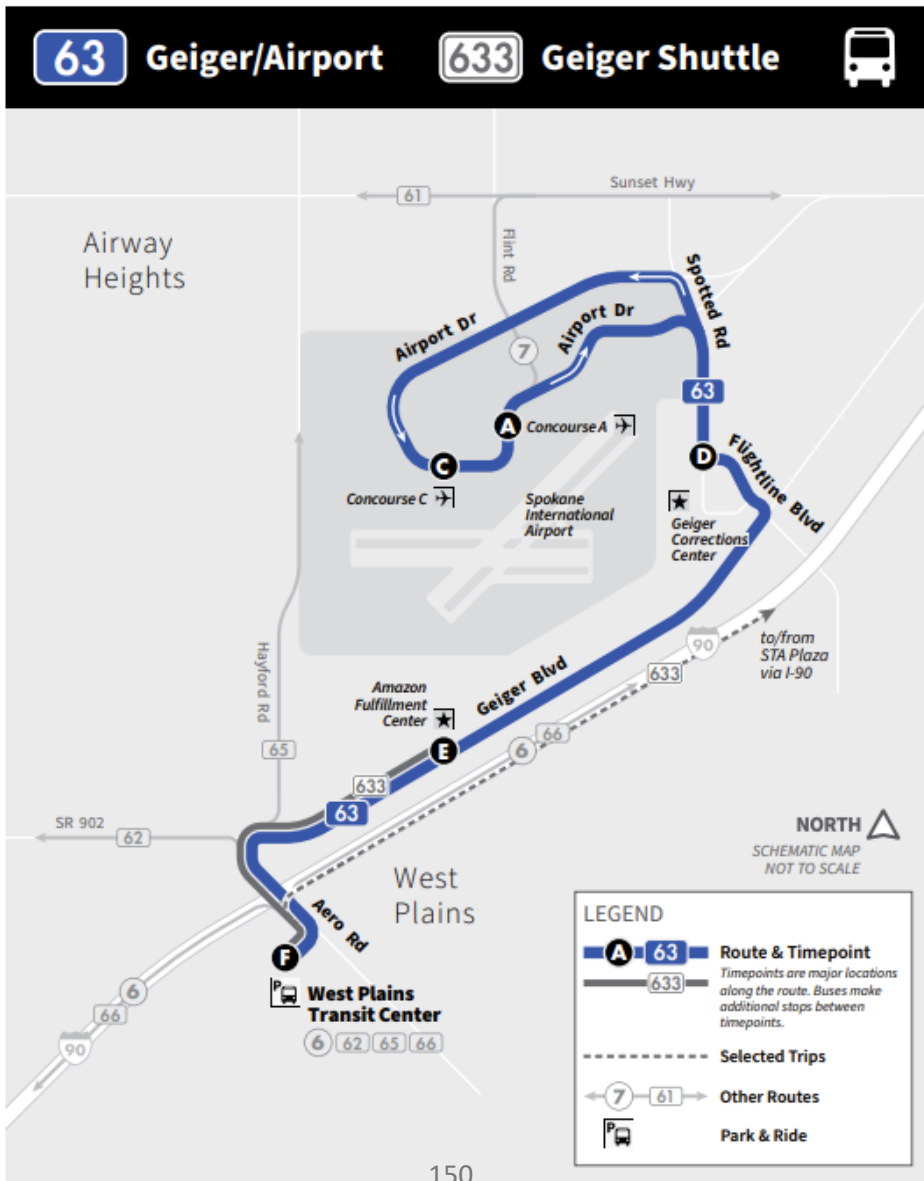 63 Geiger/Airport 633 Geiger Shuttle
Sunset Hwy
61
Airway
Heights
Flint Rd
Spotted Rd
Airport Dr
Airport Dr
7
63
A Concourse A
D
Flightline Blvd
C
Concourse C
Spokane
International
Airport
Geiger
Corrections
Center
90
to/from
STA Plaza
via I-90
633
Hayford Rd
Geiger Blvd
Amazon
Fulfillment
Center
E
66
6
65
633
63
SR 902
62
NORTH
SCHEMATIC MAP
NOT TO SCALE
West
Plains
Aero Rd
F
P
West Plains
Transit Center
6 62 65 66
6
66
90
LEGEND
A 63 Route & Timepoint
633
Timepoints are major locations
along the route. Buses make
additional stops between
timepoints.
Selected Trips
7 61 Other Routes
P Park & Ride
150